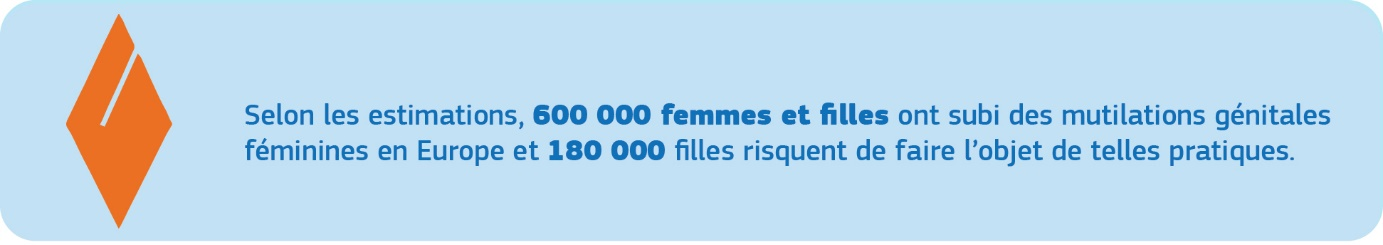 Selon les estimations, 600 000 femmes et filles ont subi des mutilations génitales
féminines en Europe et 180 000 filles risquent de faire l’objet de telles pratiques.